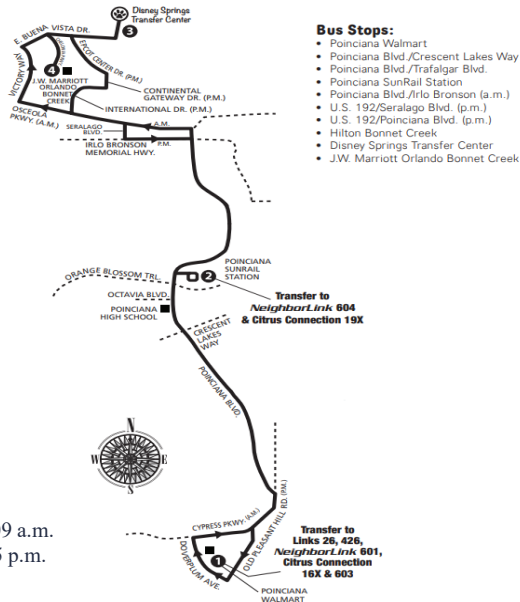 Disney Springs
Transfer Center
3
E. BUENA VISTA DR.
EPCOT CENTER DR. (P.M.)
VICTORY WAY
4
J.W. MARRIOTT
ORLANDO
BONNET
CREEK
CONTINENTAL
GATEWAY DR. (P.M.)
INTERNATIONAL DR. (P.M.)
OSCEOLA
PKWY. (A.M.)
SERALAGO
BLVD.
A.M.
P.M.
IRLO BRONSON
MEMORIAL HWY.
Bus Stops:
• Poinciana Walmart
• Poinciana Blvd./Crescent Lakes Way
• Poinciana Blvd./Trafalgar Blvd.
• Poinciana SunRail Station
• Poinciana Blvd./Irlo Bronson (a.m.)
• U.S. 192/Seralago Blvd. (p.m.)
• U.S. 192/Poinciana Blvd. (p.m.)
• Hilton Bonnet Creek
• Disney Springs Transfer Center
• J.W. Marriott Orlando Bonnet Creek
POINCIANA
SUNRAIL
STATION
2
ORANGE BLOSSOM TRL.
Transfer to
NeighborLink 604
& Citrus Connection 19X
OCTAVIA BLVD.
POINCIANA
HIGH SCHOOL
CRESCENT
LAKES
WAY
POINCIANA BLVD.
N
W
E
S
9 a.m.
p.m.
CYPRESS PKWY. (A.M.)
OLD PLEASANT HILL RD. (P.M.)
DOVERPLUM AVE.
1
Transfer to
Links 26, 426,
NeighborLink 601,
Citrus Connection
16X & 603
POINCIANA
WALMART